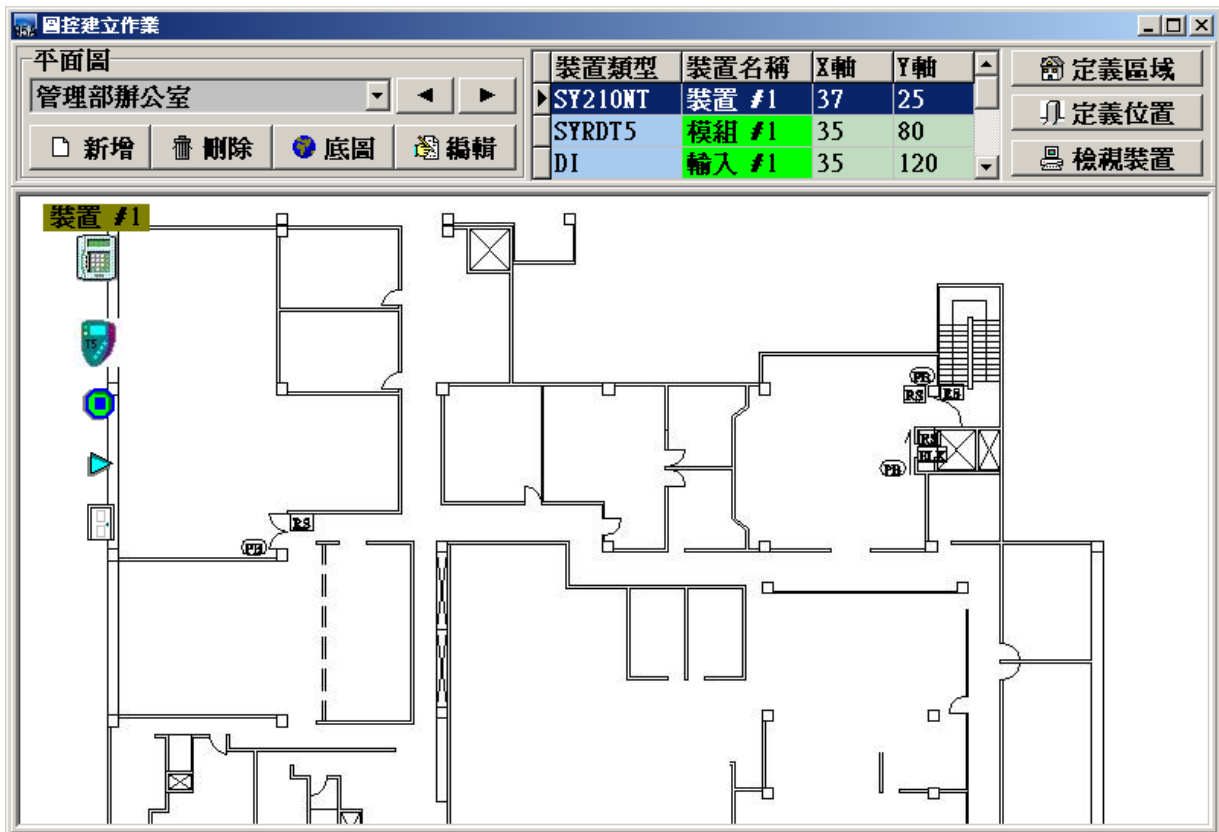 圖控建立作業
平面圖
管理部辦公室
新增 刪除 底圖 編輯
裝置類型 裝置名稱 X軸 Y軸
SY210NT 裝置 #1 37 25
SYRDT5 模組 #1 35 80
DI 輸入 #1 35 120
定義區域
定義位置
檢視裝置
裝置 #1
T5
PB
RS RS
RS
ELK
PB
RS
PB